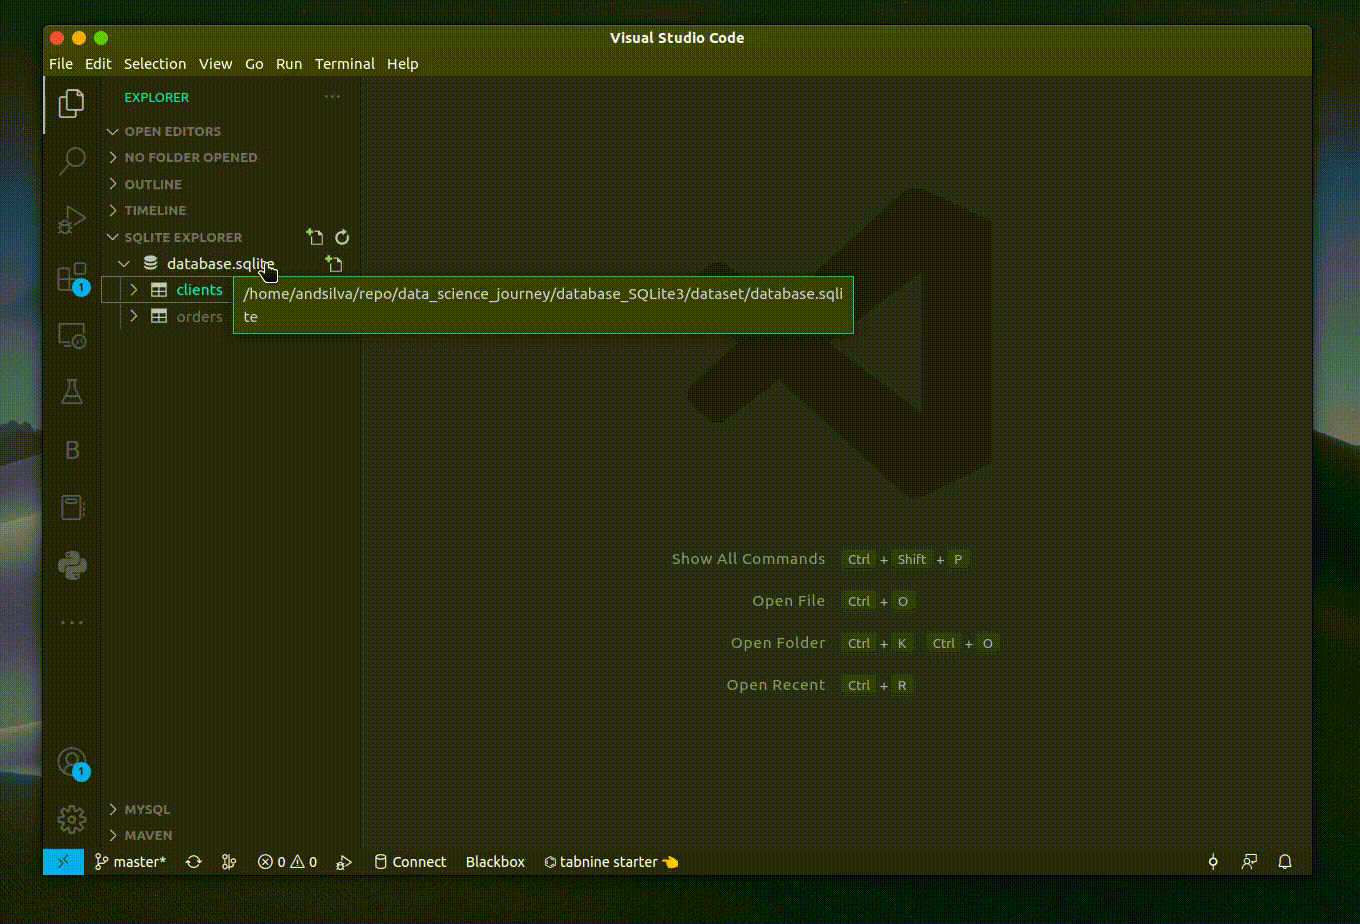 Visual Studio Code
File Edit Selection View Go Run Terminal Help
EXPLORER
OPEN EDITORS
NO FOLDER OPENED
OUTLINE
TIMELINE
SQLITE EXPLORER
database.sqlite
clients
/home/andsilva/repo/data_science_journey/database_SQLite3/dataset/database.sqli
te
orders
1
B
Show All Commands Ctrl + Shift + P
Open File Ctrl + O
Open Folder Ctrl + K Ctrl + O
Open Recent Ctrl + R
1
MYSQL
MAVEN
master* 0 0 Connect Blackbox tabnine starter